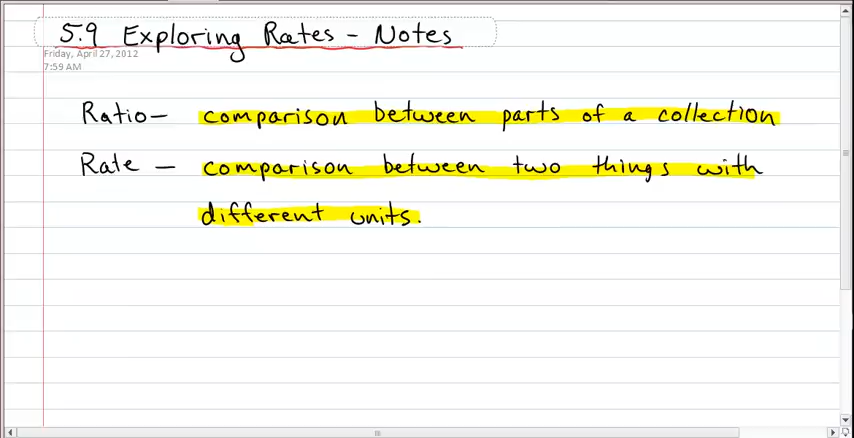 5.9 Exploring Rates - Notes
Friday, April 27, 2012
7:59 AM
Ratio- comparison between parts of a collection
Rate - comparison between two things with
different units.